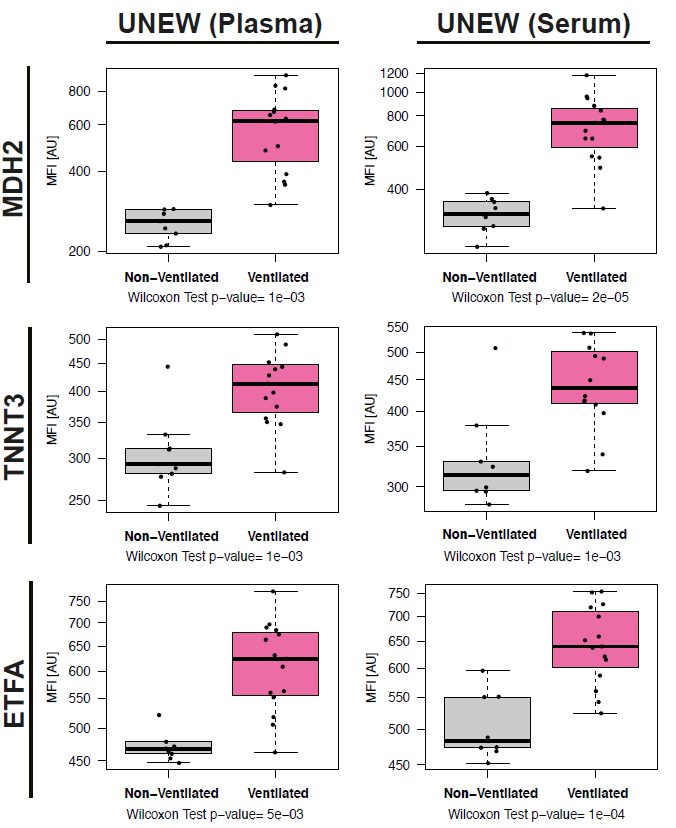 UNEW (Plasma) UNEW (Serum)
MDH2
MFI [AU]
800
600
400
200
Non–Ventilated Ventilated
Wilcoxon Test p–value= 1e–03
MFI [AU]
1200
1000
800
600
400
Non–Ventilated Ventilated
Wilcoxon Test p–value= 2e–05
TNNT3
MFI [AU]
500
450
400
350
300
250
Non–Ventilated Ventilated
Wilcoxon Test p–value= 1e–03
MFI [AU]
550
500
450
400
350
300
Non–Ventilated Ventilated
Wilcoxon Test p–value= 1e–03
ETFA
MFI [AU]
750
700
650
600
550
500
450
Non–Ventilated Ventilated
Wilcoxon Test p–value= 5e–03
MFI [AU]
750
700
650
600
550
500
450
Non–Ventilated Ventilated
Wilcoxon Test p–value= 1e–04